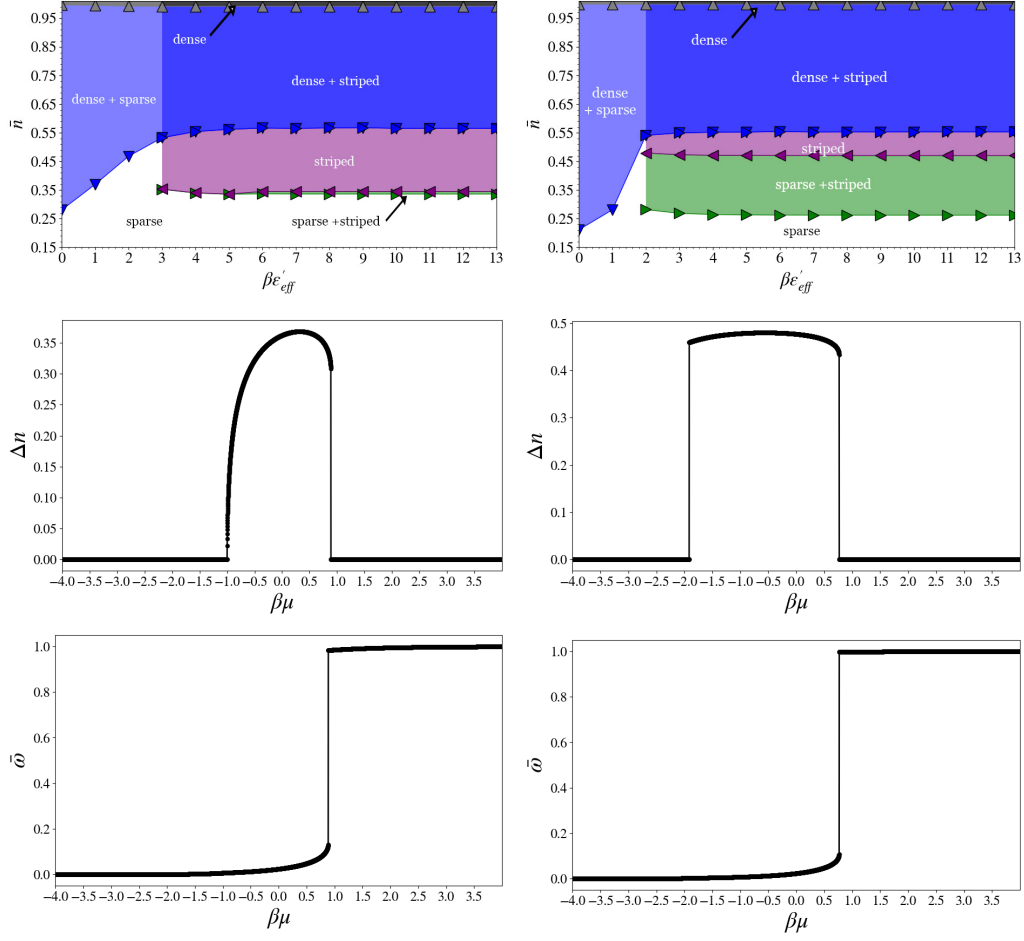 0.95
0.85
0.75
0.65
0.55
0.45
0.35
0.25
0.15
n̄
dense
dense + sparse
dense + striped
striped
sparse
sparse +striped
0 1 2 3 4 5 6 7 8 9 10 11 12 13
βε'eff
0.95
0.85
0.75
0.65
0.55
0.45
0.35
0.25
0.15
n̄
dense
dense + striped
dense
+ sparse
striped
sparse +striped
sparse
0 1 2 3 4 5 6 7 8 9 10 11 12 13
βε'eff
0.35
0.30
0.25
0.20
0.15
0.10
0.05
0.00
Δn
−4.0 −3.5 −3.0 −2.5 −2.0 −1.5 −1.0 −0.5 0.0 0.5 1.0 1.5 2.0 2.5 3.0 3.5
βμ
0.5
0.4
0.3
0.2
0.1
0.0
Δn
−4.0 −3.5 −3.0 −2.5 −2.0 −1.5 −1.0 −0.5 0.0 0.5 1.0 1.5 2.0 2.5 3.0 3.5
βμ
1.0
0.8
0.6
0.4
0.2
0.0
ω̄
−4.0 −3.5 −3.0 −2.5 −2.0 −1.5 −1.0 −0.5 0.0 0.5 1.0 1.5 2.0 2.5 3.0 3.5
βμ
1.0
0.8
0.6
0.4
0.2
0.0
ω̄
−4.0 −3.5 −3.0 −2.5 −2.0 −1.5 −1.0 −0.5 0.0 0.5 1.0 1.5 2.0 2.5 3.0 3.5
βμ